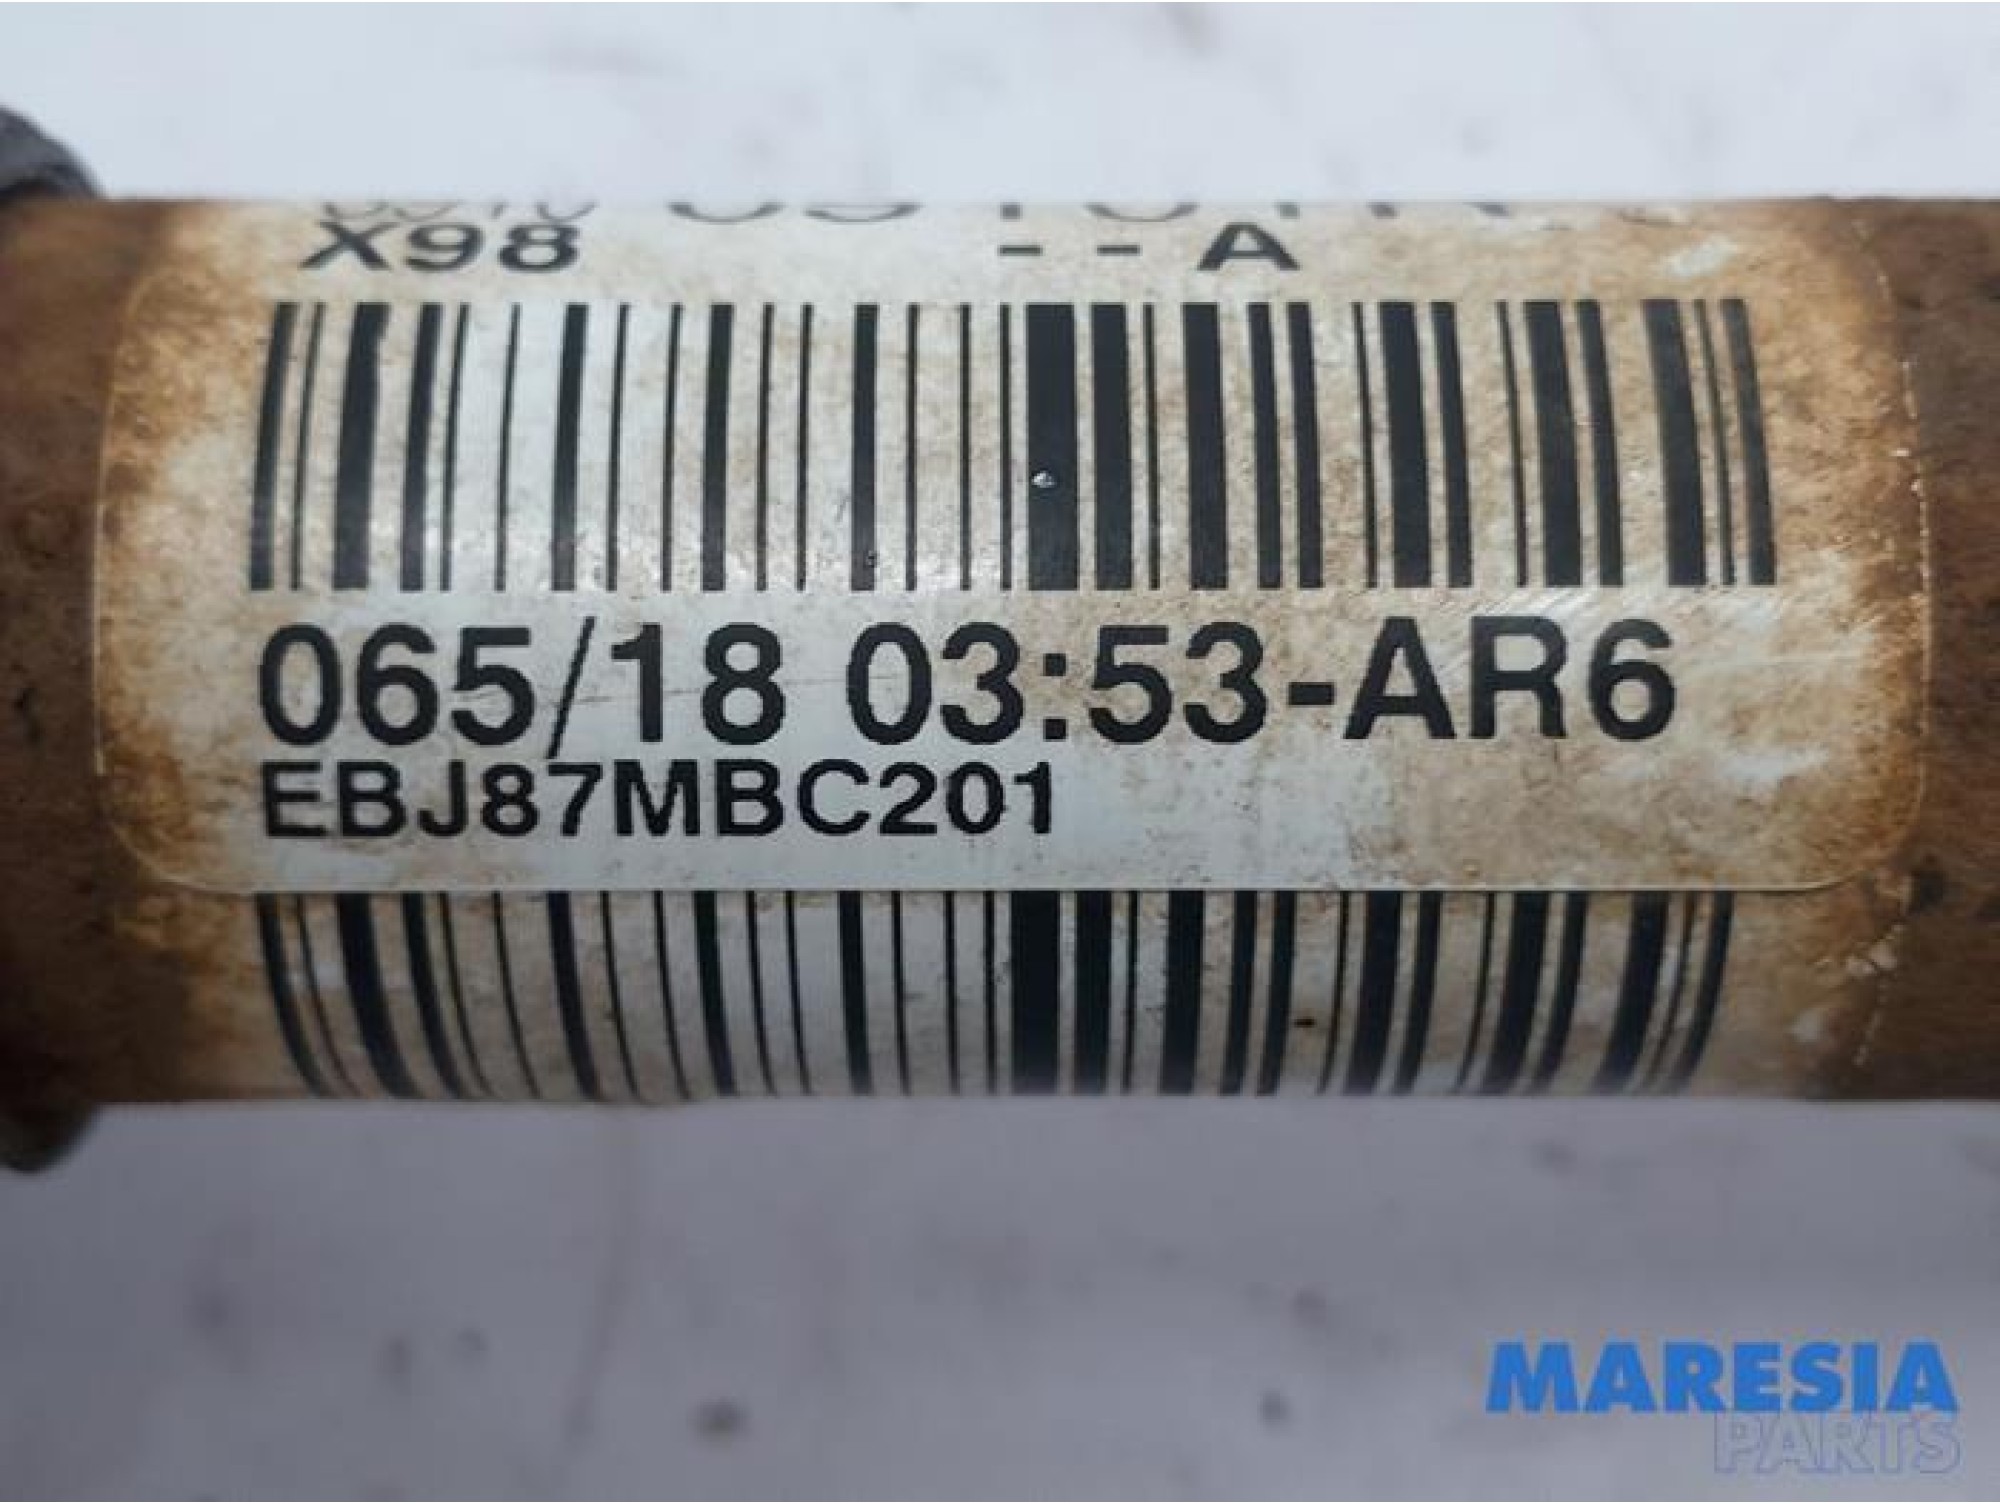 X98 --A
065/18 03:53-AR6
EBJ87MBC201
MARESIA
PARTS